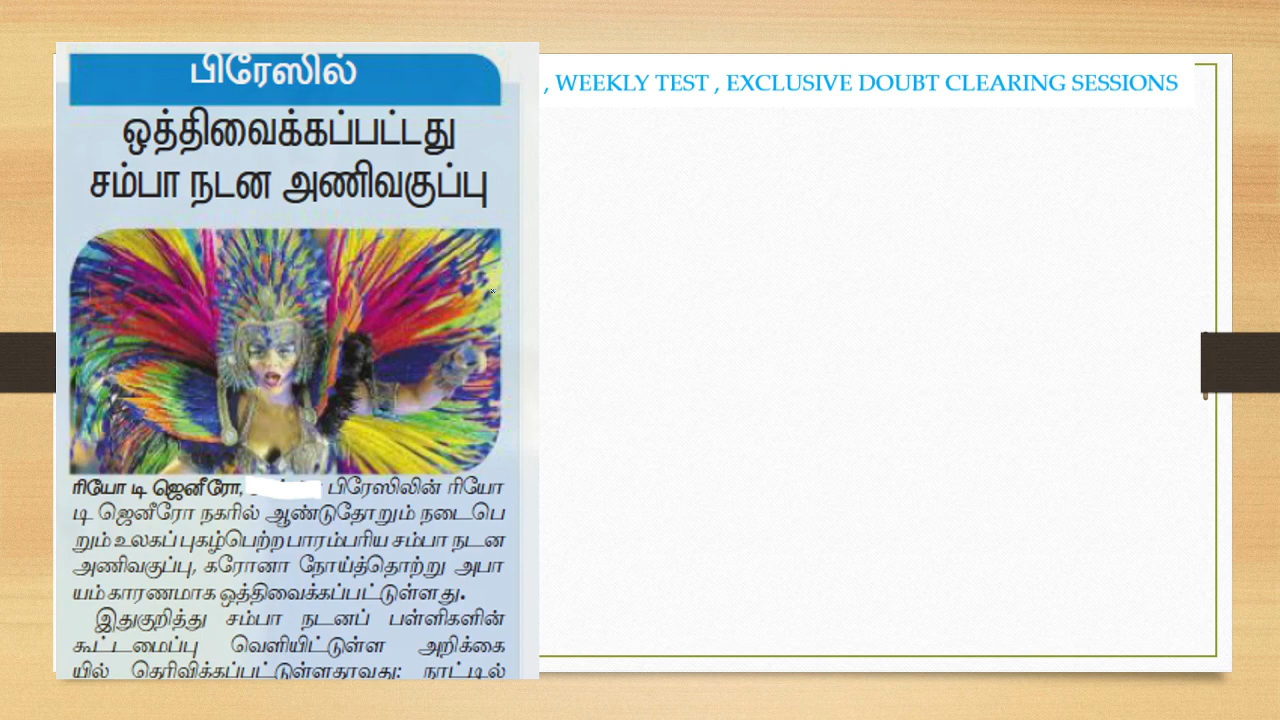 பிரேஸில்
ஒத்திவைக்கப்பட்டது
சம்பா நடன அணிவகுப்பு
, WEEKLY TEST , EXCLUSIVE DOUBT CLEARING SESSIONS
ரியோ டி ஜெனீரோ, பிரேஸிலின் ரியோ
டி ஜெனீரோ நகரில் ஆண்டுதோறும் நடைபெ
றும் உலகப் புகழ்பெற்ற பாரம்பரிய சம்பா நடன
அணிவகுப்பு, கரோனா நோய்த்தொற்று அபா
யம் காரணமாக ஒத்திவைக்கப்பட்டுள்ளது.
இதுகுறித்து சம்பா நடனப் பள்ளிகளின்
கூட்டமைப்பு வெளியிட்டுள்ள அறிக்கை
யில் தெரிவிக்கப்பட்டுள்ளதாவது: நாட்டில்